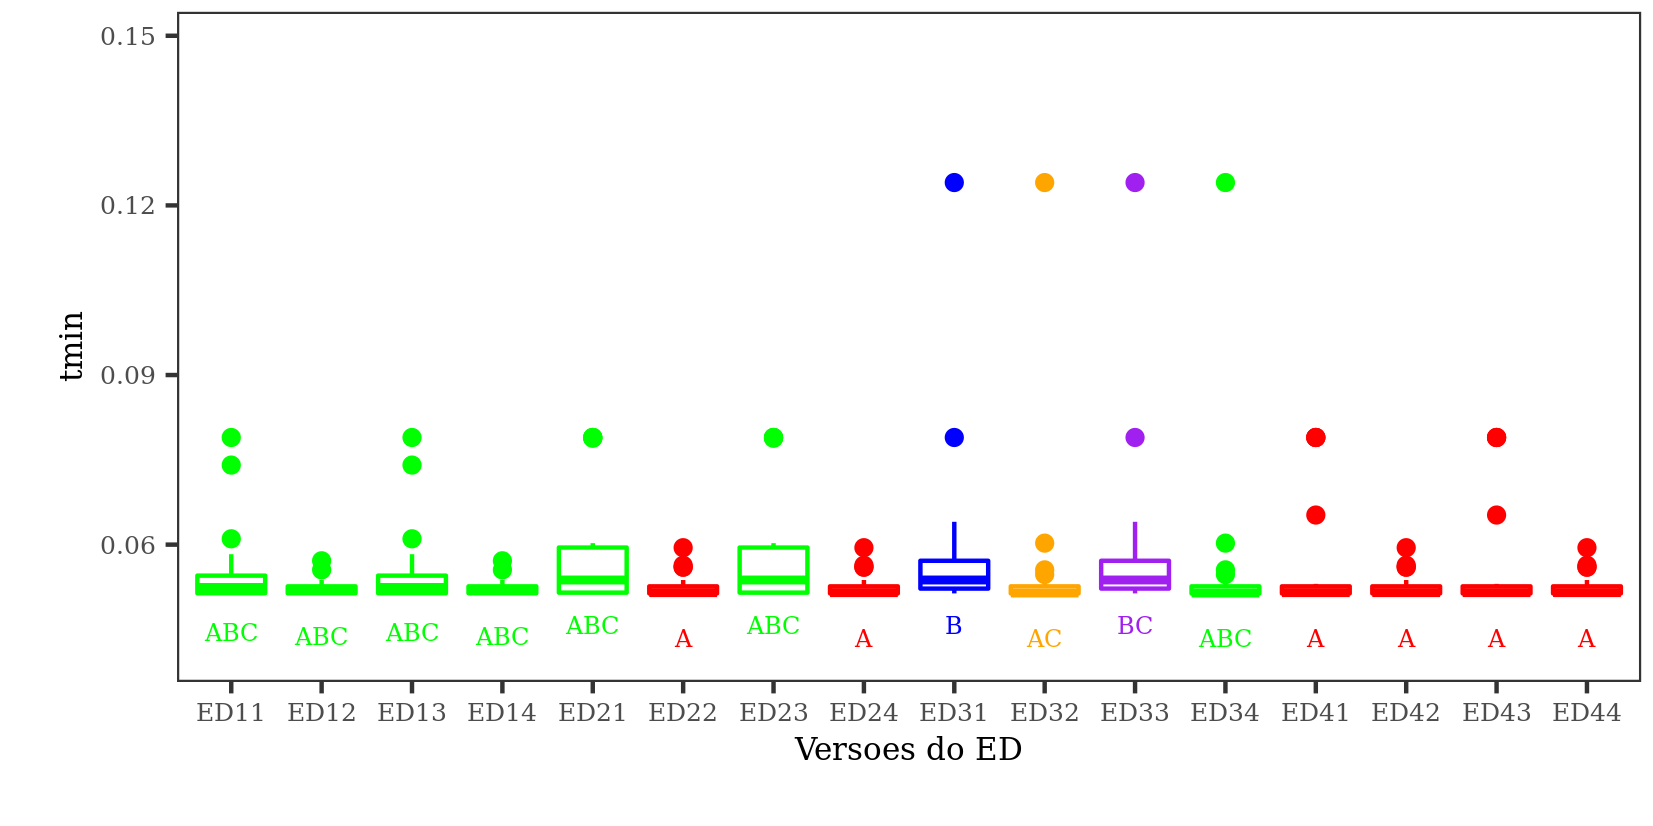 0.15
0.12
0.09
0.06
tmin
ABC ABC ABC ABC ABC A ABC A B AC BC ABC A A A A
ED11 ED12 ED13 ED14 ED21 ED22 ED23 ED24 ED31 ED32 ED33 ED34 ED41 ED42 ED43 ED44
Versoes do ED